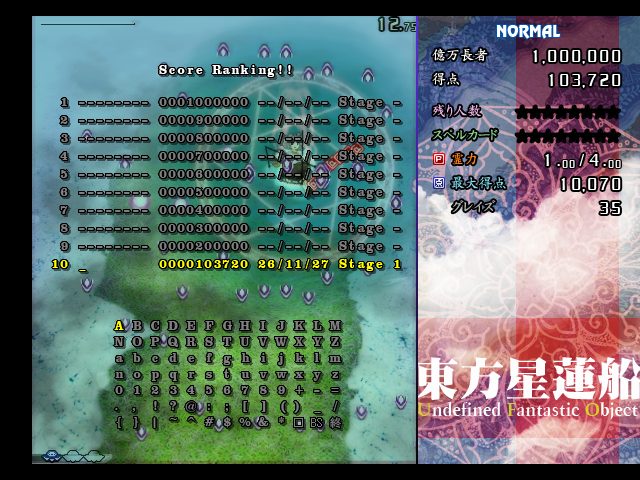 12.75
Score Ranking!!
1 -------- 0001000000 --/--/-- Stage -
2 -------- 0000900000 --/--/-- Stage -
3 -------- 0000800000 --/--/-- Stage -
4 -------- 0000700000 --/--/-- Stage -
5 -------- 0000600000 --/--/-- Stage -
6 -------- 0000500000 --/--/-- Stage -
7 -------- 0000400000 --/--/-- Stage -
8 -------- 0000300000 --/--/-- Stage -
9 -------- 0000200000 --/--/-- Stage -
10 _ 0000103720 26/11/27 Stage 1
A B C D E F G H I J K L M
N O P Q R S T U V W X Y Z
a b c d e f g h i j k l m
n o p q r s t u v w x y z
0 1 2 3 4 5 6 7 8 9 + - =
. , ! ? @ : ; [ ] ( ) _ /
{ } | ~ ^ # $ % & * BS 終
NORMAL
億万長者 1,000,000
得点 103,720
残り人数 ★★★★★★★★
スペルカード ★★★★★★★★
P 霊力 1.00/4.00
点 最大得点 10,070
グレイズ 35
東方星蓮船
Undefined Fantastic Object